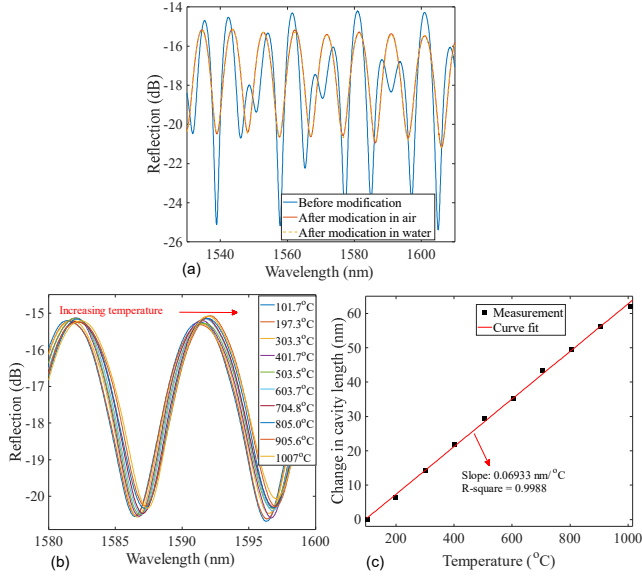 -14
-16
-18
-20
-22
-24
-26
Reflection (dB)
Before modification
After modication in air
After modication in water
1540
1560
1580
1600
Wavelength (nm)
(a)
-15
-16
-17
-18
-19
-20
Reflection (dB)
Increasing temperature
101.7°C
197.3°C
303.3°C
401.7°C
503.5°C
603.7°C
704.8°C
805.0°C
905.6°C
1007°C
1580
1585
1590
1595
1600
Wavelength (nm)
(b)
60
50
40
30
20
10
0
Change in cavity length (nm)
Measurement
Curve fit
Slope: 0.06933 nm/°C
R-square = 0.9988
200
400
600
800
1000
Temperature (°C)
(c)